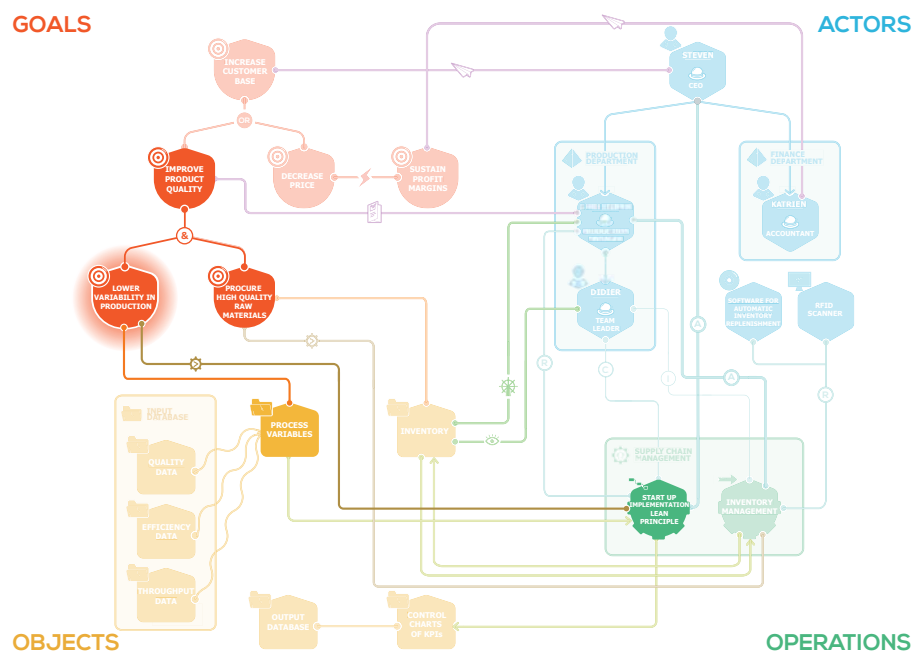 GOALS
ACTORS
INCREASE
CUSTOMER
BASE
STEVEN
CEO
OR
PRODUCTION
DEPARTMENT
FINANCE
DEPARTMENT
IMPROVE
PRODUCT
QUALITY
DECREASE
PRICE
SUSTAIN
PROFIT
MARGINS
KATRIEN
ACCOUNTANT
&
LOWER
VARIABILITY IN
PRODUCTION
PROCURE
HIGH QUALITY
RAW
MATERIALS
DIDIER
TEAM
LEADER
SOFTWARE FOR
AUTOMATIC
INVENTORY
REPLENISHMENT
RFID
SCANNER
A
R
C
I
A
R
INPUT
DATABASE
PROCESS
VARIABLES
INVENTORY
QUALITY
DATA
SUPPLY CHAIN
MANAGEMENT
START UP
IMPLEMENTATION
LEAN
PRINCIPLE
INVENTORY
MANAGEMENT
EFFICIENCY
DATA
THROUGHPUT
DATA
OUTPUT
DATABASE
CONTROL
CHARTS
OF KPIs
OBJECTS
OPERATIONS